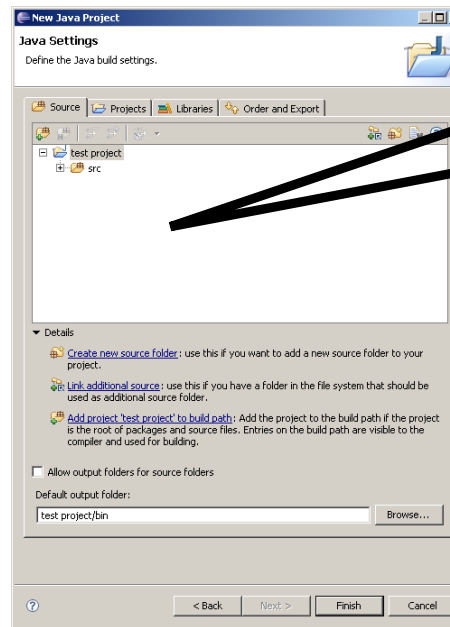 New Java Project
Java Settings
Define the Java build settings.
Source Projects Libraries Order and Export
test project
src
Details
Create new source folder: use this if you want to add a new source folder to your
project.
Link additional source: use this if you have a folder in the file system that should be
used as additional source folder.
Add project 'test project' to build path: Add the project to the build path if the project
is the root of packages and source files. Entries on the build path are visible to the
compiler and used for building.
Allow output folders for source folders
Default output folder:
test project/bin
Browse...
< Back Next > Finish Cancel